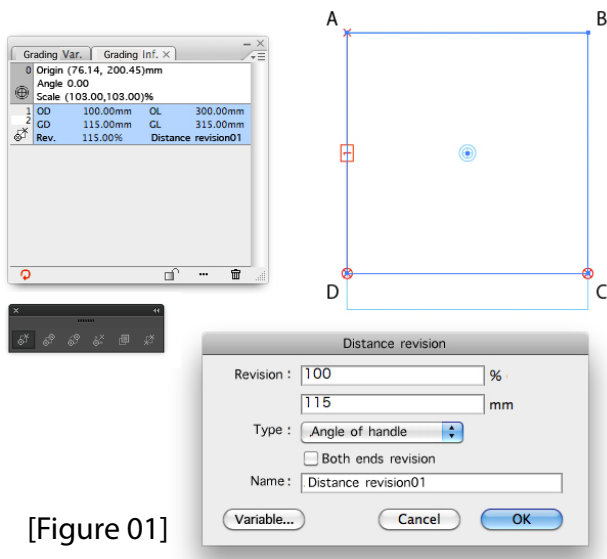 Grading Var. Grading Inf. ×
0 Origin (76.14, 200.45)mm
Angle 0.00
Scale (103.00,103.00)%
1 OD 100.00mm OL 300.00mm
2 GD 115.00mm GL 315.00mm
Rev. 115.00% Distance revision01
A
B
1
D
C
Distance revision
Revision : 100 %
115 mm
Type : Angle of handle
Both ends revision
Name : Distance revision01
Variable... Cancel OK
[Figure 01]